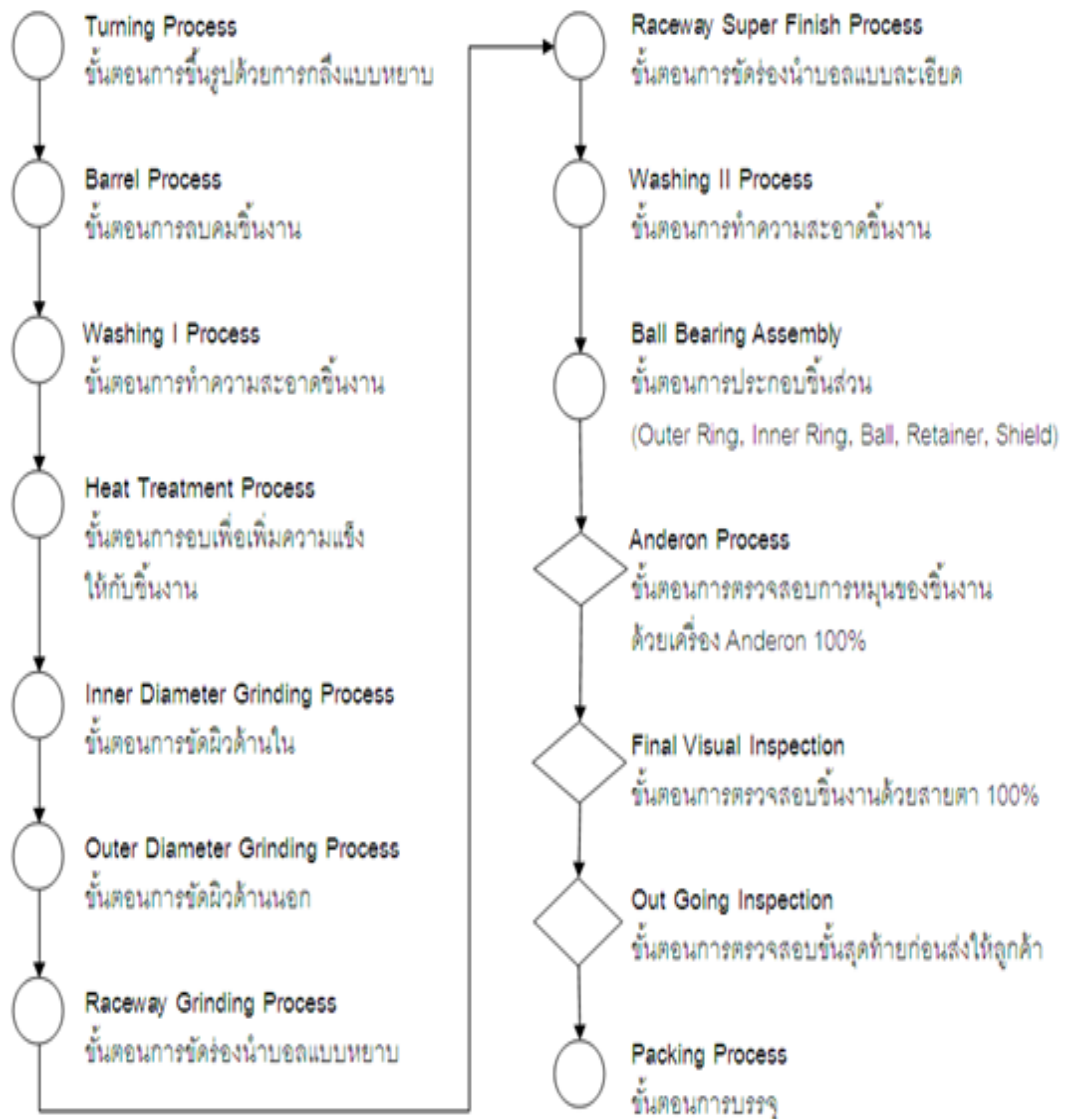 Turning Process
ขั้นตอนการขึ้นรูปด้วยการกลึงแบบหยาบ
Barrel Process
ขั้นตอนการลบคมชิ้นงาน
Washing I Process
ขั้นตอนการทำความสะอาดชิ้นงาน
Heat Treatment Process
ขั้นตอนการอบเพื่อเพิ่มความแข็ง
ให้กับชิ้นงาน
Inner Diameter Grinding Process
ขั้นตอนการขัดผิวด้านใน
Outer Diameter Grinding Process
ขั้นตอนการขัดผิวด้านนอก
Raceway Grinding Process
ขั้นตอนการขัดร่องนำบอลแบบหยาบ
Raceway Super Finish Process
ขั้นตอนการขัดร่องนำบอลแบบละเอียด
Washing II Process
ขั้นตอนการทำความสะอาดชิ้นงาน
Ball Bearing Assembly
ขั้นตอนการประกอบชิ้นส่วน
(Outer Ring, Inner Ring, Ball, Retainer, Shield)
Anderon Process
ขั้นตอนการตรวจสอบการหมุนของชิ้นงาน
ด้วยเครื่อง Anderon 100%
Final Visual Inspection
ขั้นตอนการตรวจสอบชิ้นงานด้วยสายตา 100%
Out Going Inspection
ขั้นตอนการตรวจสอบขั้นสุดท้ายก่อนส่งให้ลูกค้า
Packing Process
ขั้นตอนการบรรจุ